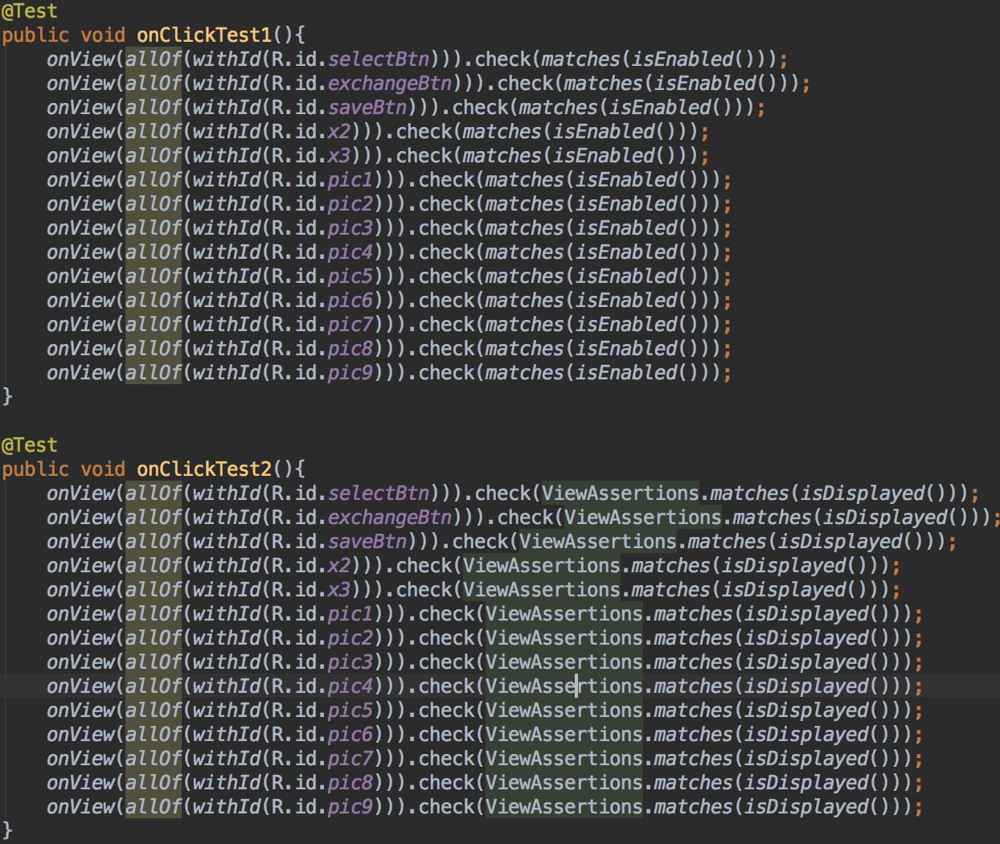 @Test
public void onClickTest1(){
    onView(allOf(withId(R.id.selectBtn))).check(matches(isEnabled()));
    onView(allOf(withId(R.id.exchangeBtn))).check(matches(isEnabled()));
    onView(allOf(withId(R.id.saveBtn))).check(matches(isEnabled()));
    onView(allOf(withId(R.id.x2))).check(matches(isEnabled()));
    onView(allOf(withId(R.id.x3))).check(matches(isEnabled()));
    onView(allOf(withId(R.id.pic1))).check(matches(isEnabled()));
    onView(allOf(withId(R.id.pic2))).check(matches(isEnabled()));
    onView(allOf(withId(R.id.pic3))).check(matches(isEnabled()));
    onView(allOf(withId(R.id.pic4))).check(matches(isEnabled()));
    onView(allOf(withId(R.id.pic5))).check(matches(isEnabled()));
    onView(allOf(withId(R.id.pic6))).check(matches(isEnabled()));
    onView(allOf(withId(R.id.pic7))).check(matches(isEnabled()));
    onView(allOf(withId(R.id.pic8))).check(matches(isEnabled()));
    onView(allOf(withId(R.id.pic9))).check(matches(isEnabled()));
}

@Test
public void onClickTest2(){
    onView(allOf(withId(R.id.selectBtn))).check(ViewAssertions.matches(isDisplayed()));
    onView(allOf(withId(R.id.exchangeBtn))).check(ViewAssertions.matches(isDisplayed()));
    onView(allOf(withId(R.id.saveBtn))).check(ViewAssertions.matches(isDisplayed()));
    onView(allOf(withId(R.id.x2))).check(ViewAssertions.matches(isDisplayed()));
    onView(allOf(withId(R.id.x3))).check(ViewAssertions.matches(isDisplayed()));
    onView(allOf(withId(R.id.pic1))).check(ViewAssertions.matches(isDisplayed()));
    onView(allOf(withId(R.id.pic2))).check(ViewAssertions.matches(isDisplayed()));
    onView(allOf(withId(R.id.pic3))).check(ViewAssertions.matches(isDisplayed()));
    onView(allOf(withId(R.id.pic4))).check(ViewAssertions.matches(isDisplayed()));
    onView(allOf(withId(R.id.pic5))).check(ViewAssertions.matches(isDisplayed()));
    onView(allOf(withId(R.id.pic6))).check(ViewAssertions.matches(isDisplayed()));
    onView(allOf(withId(R.id.pic7))).check(ViewAssertions.matches(isDisplayed()));
    onView(allOf(withId(R.id.pic8))).check(ViewAssertions.matches(isDisplayed()));
    onView(allOf(withId(R.id.pic9))).check(ViewAssertions.matches(isDisplayed()));
}